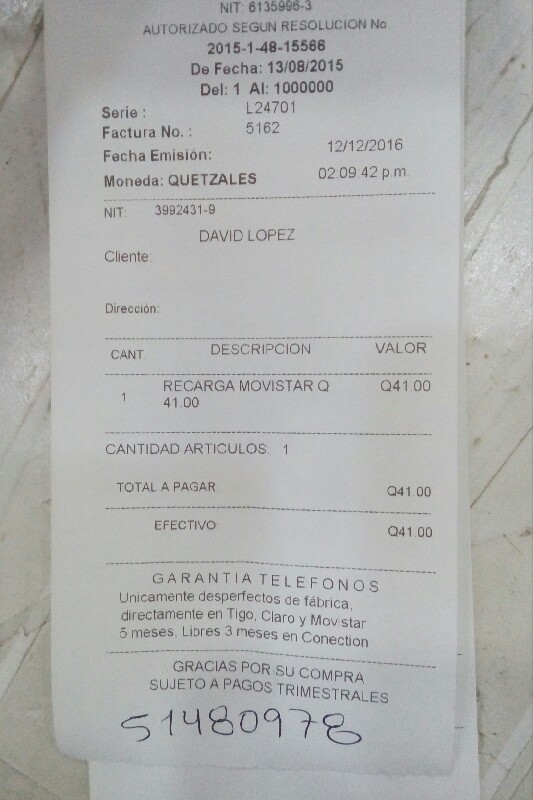 NIT: 6135996-3
AUTORIZADO SEGUN RESOLUCION No.
2015-1-48-15566
De Fecha: 13/08/2015
Del: 1 Al: 1000000
Serie : L24701
Factura No. : 5162
Fecha Emisión: 12/12/2016
Moneda: QUETZALES 02:09:42 p.m.
NIT: 3992431-9
DAVID LOPEZ
Cliente:
Dirección:
CANT. DESCRIPCION VALOR
1 RECARGA MOVISTAR Q Q41.00
41.00
CANTIDAD ARTICULOS: 1
TOTAL A PAGAR Q41.00
EFECTIVO Q41.00
GARANTIA TELEFONOS
Unicamente desperfectos de fábrica,
directamente en Tigo, Claro y Movistar
5 meses. Libres 3 meses en Conection
GRACIAS POR SU COMPRA
SUJETO A PAGOS TRIMESTRALES
51480978